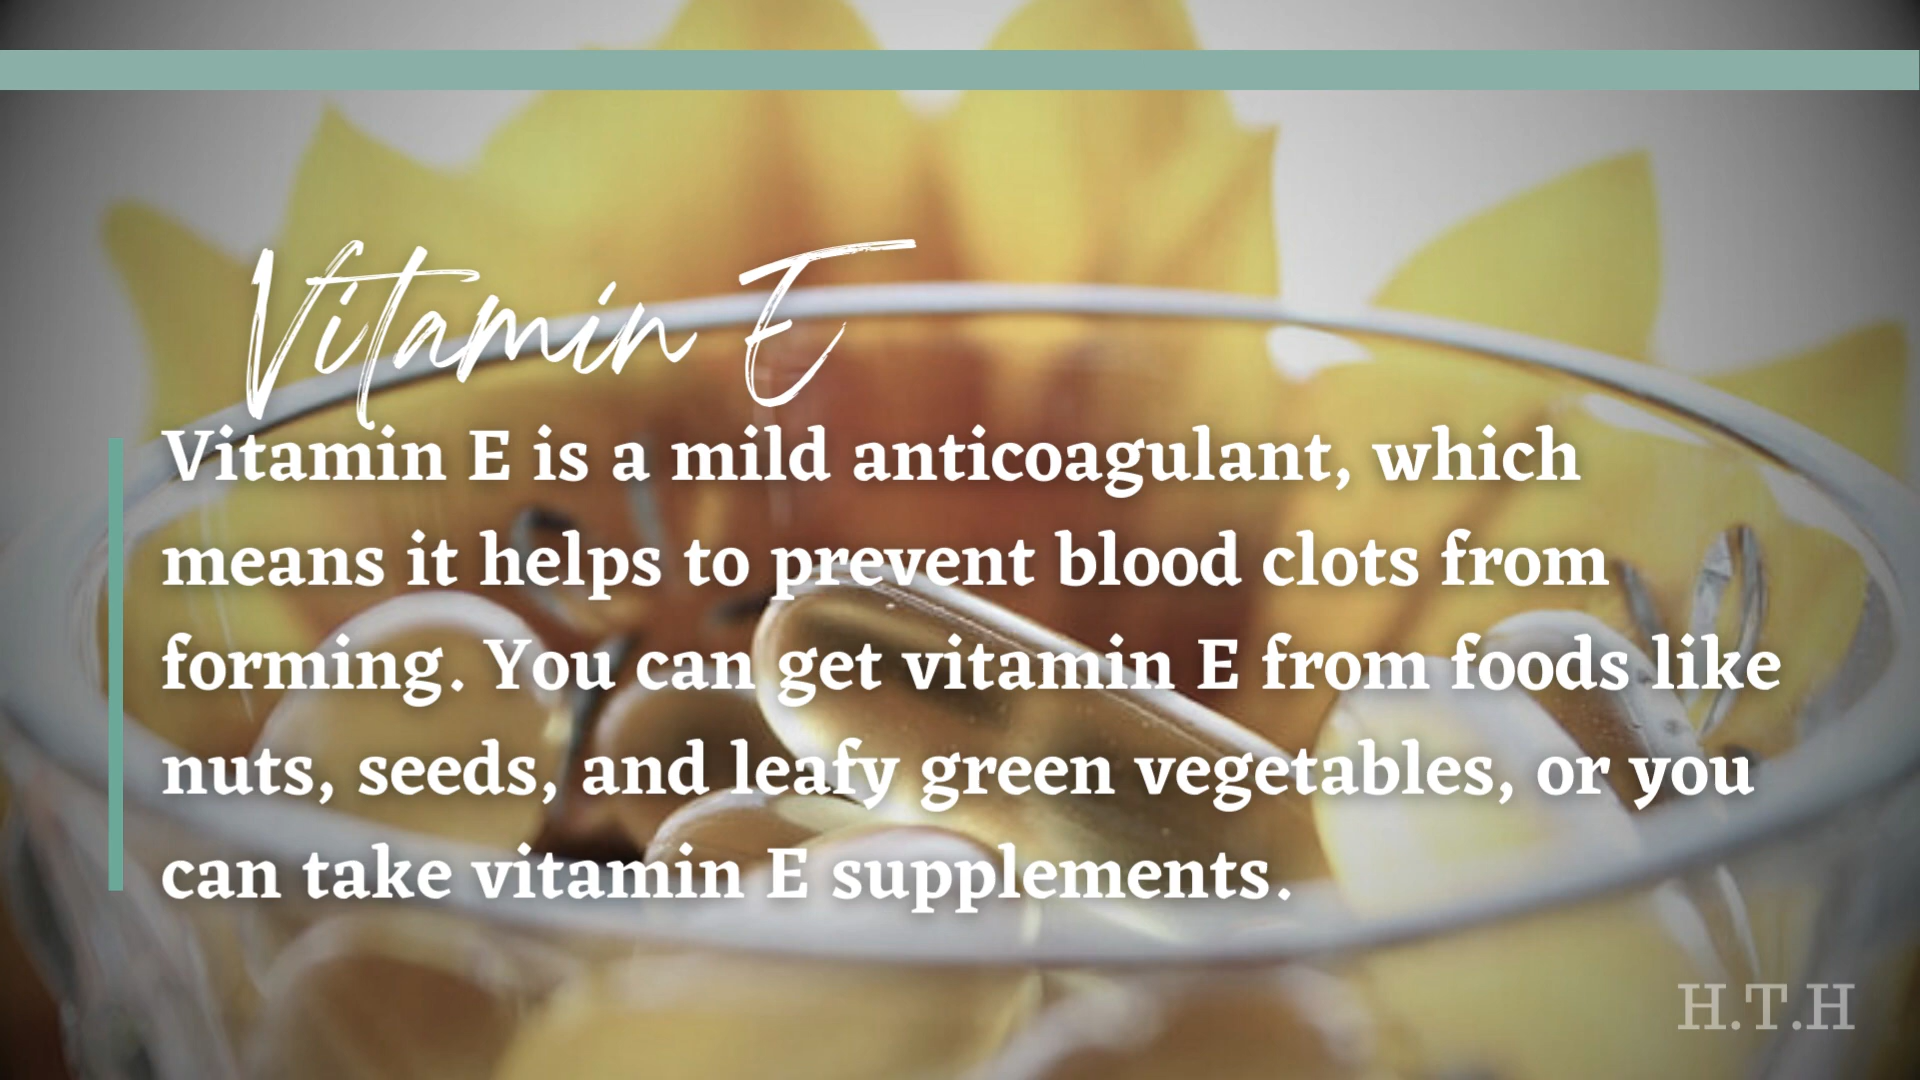 Vitamin E
Vitamin E is a mild anticoagulant, which
means it helps to prevent blood clots from
forming. You can get vitamin E from foods like
nuts, seeds, and leafy green vegetables, or you
can take vitamin E supplements.
H.T.H